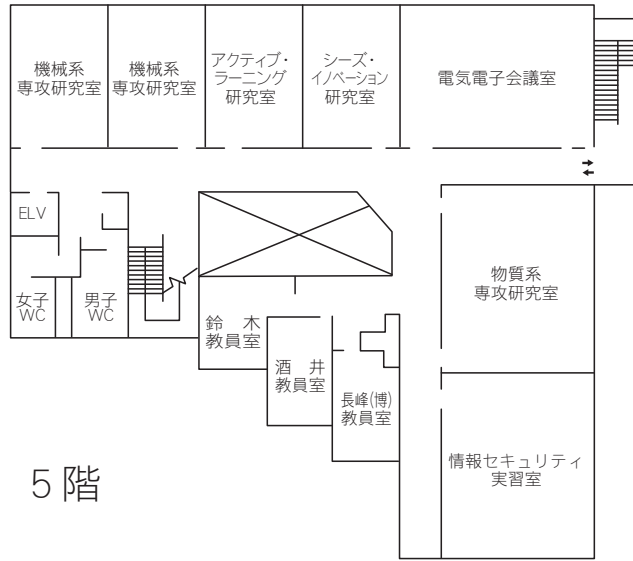 機械系
専攻研究室
機械系
専攻研究室
アクティブ・
ラーニング
研究室
シーズ・
イノベーション
研究室
電気電子会議室
ELV
女子
WC
男子
WC
鈴 木
教員室
酒 井
教員室
長峰(博)
教員室
物質系
専攻研究室
情報セキュリティ
実習室
5階